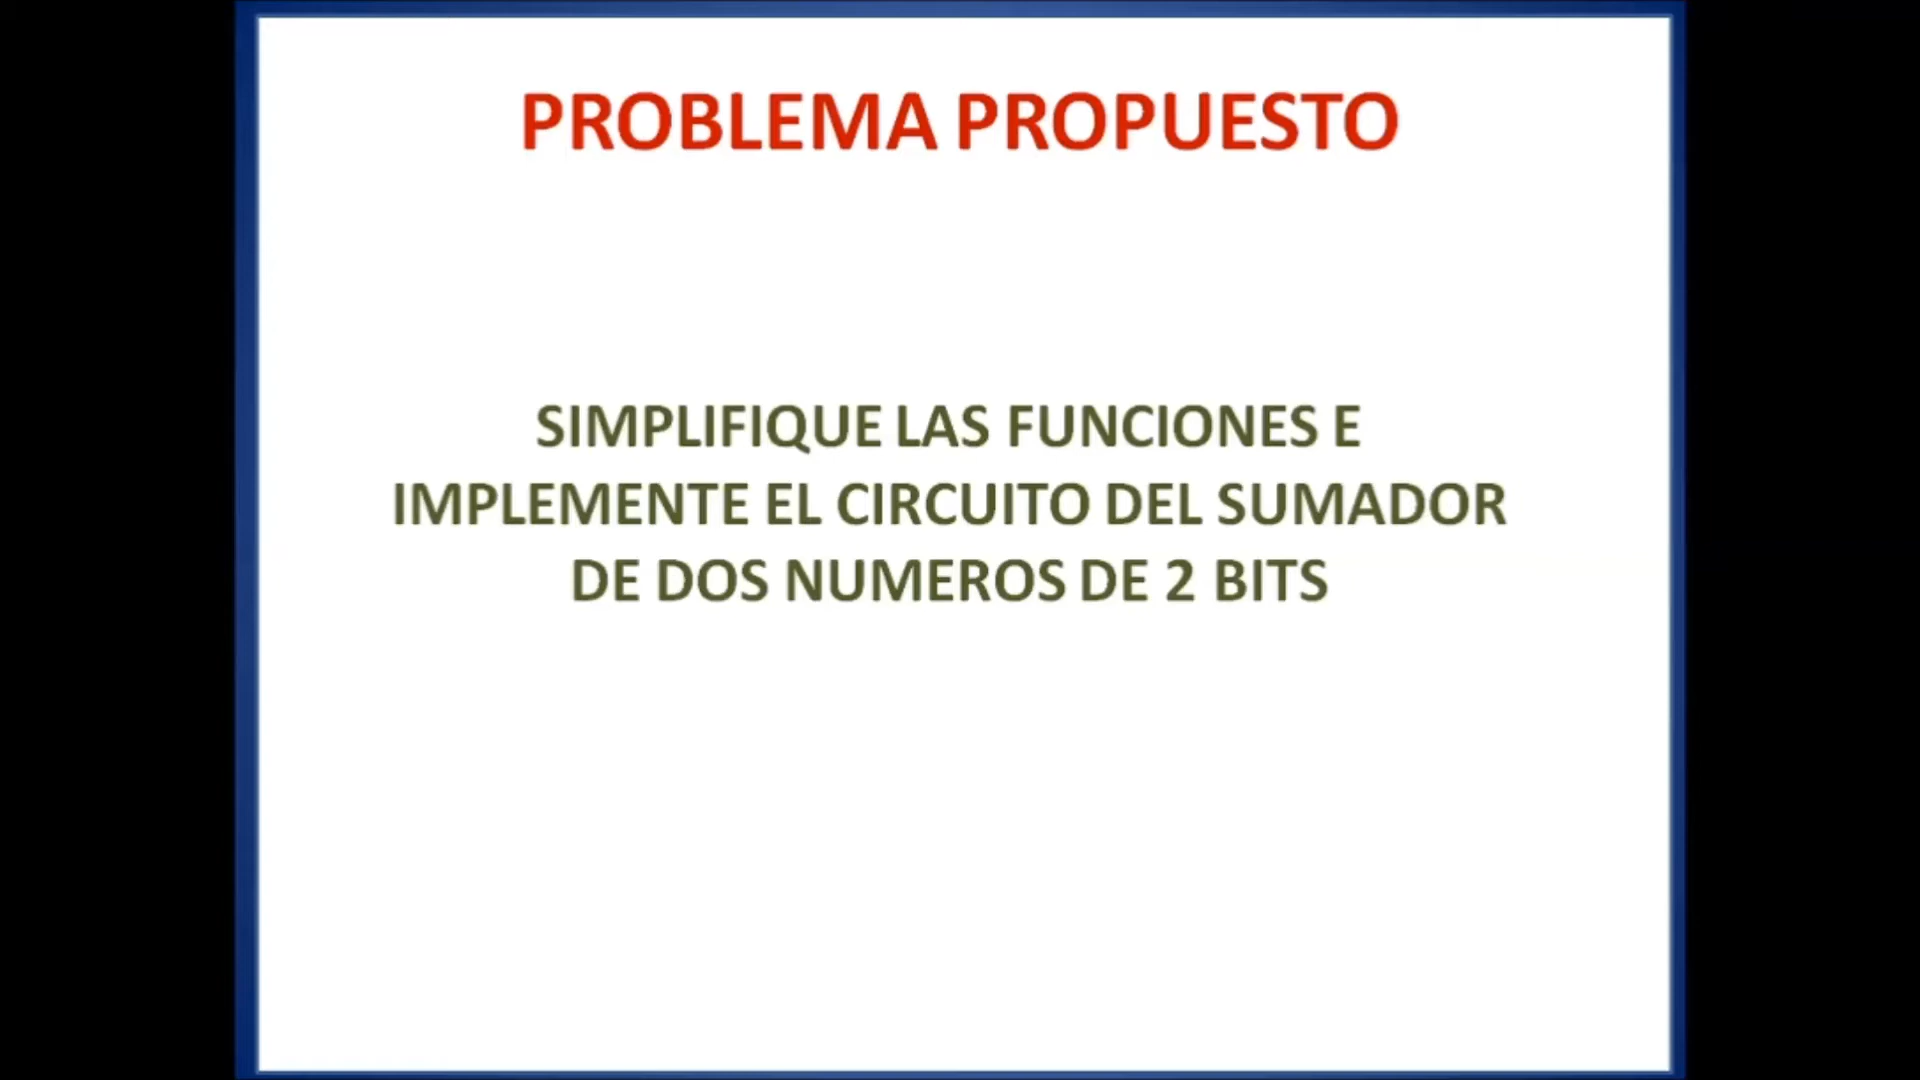 PROBLEMA PROPUESTO
SIMPLIFIQUE LAS FUNCIONES E
IMPLEMENTE EL CIRCUITO DEL SUMADOR
DE DOS NUMEROS DE 2 BITS